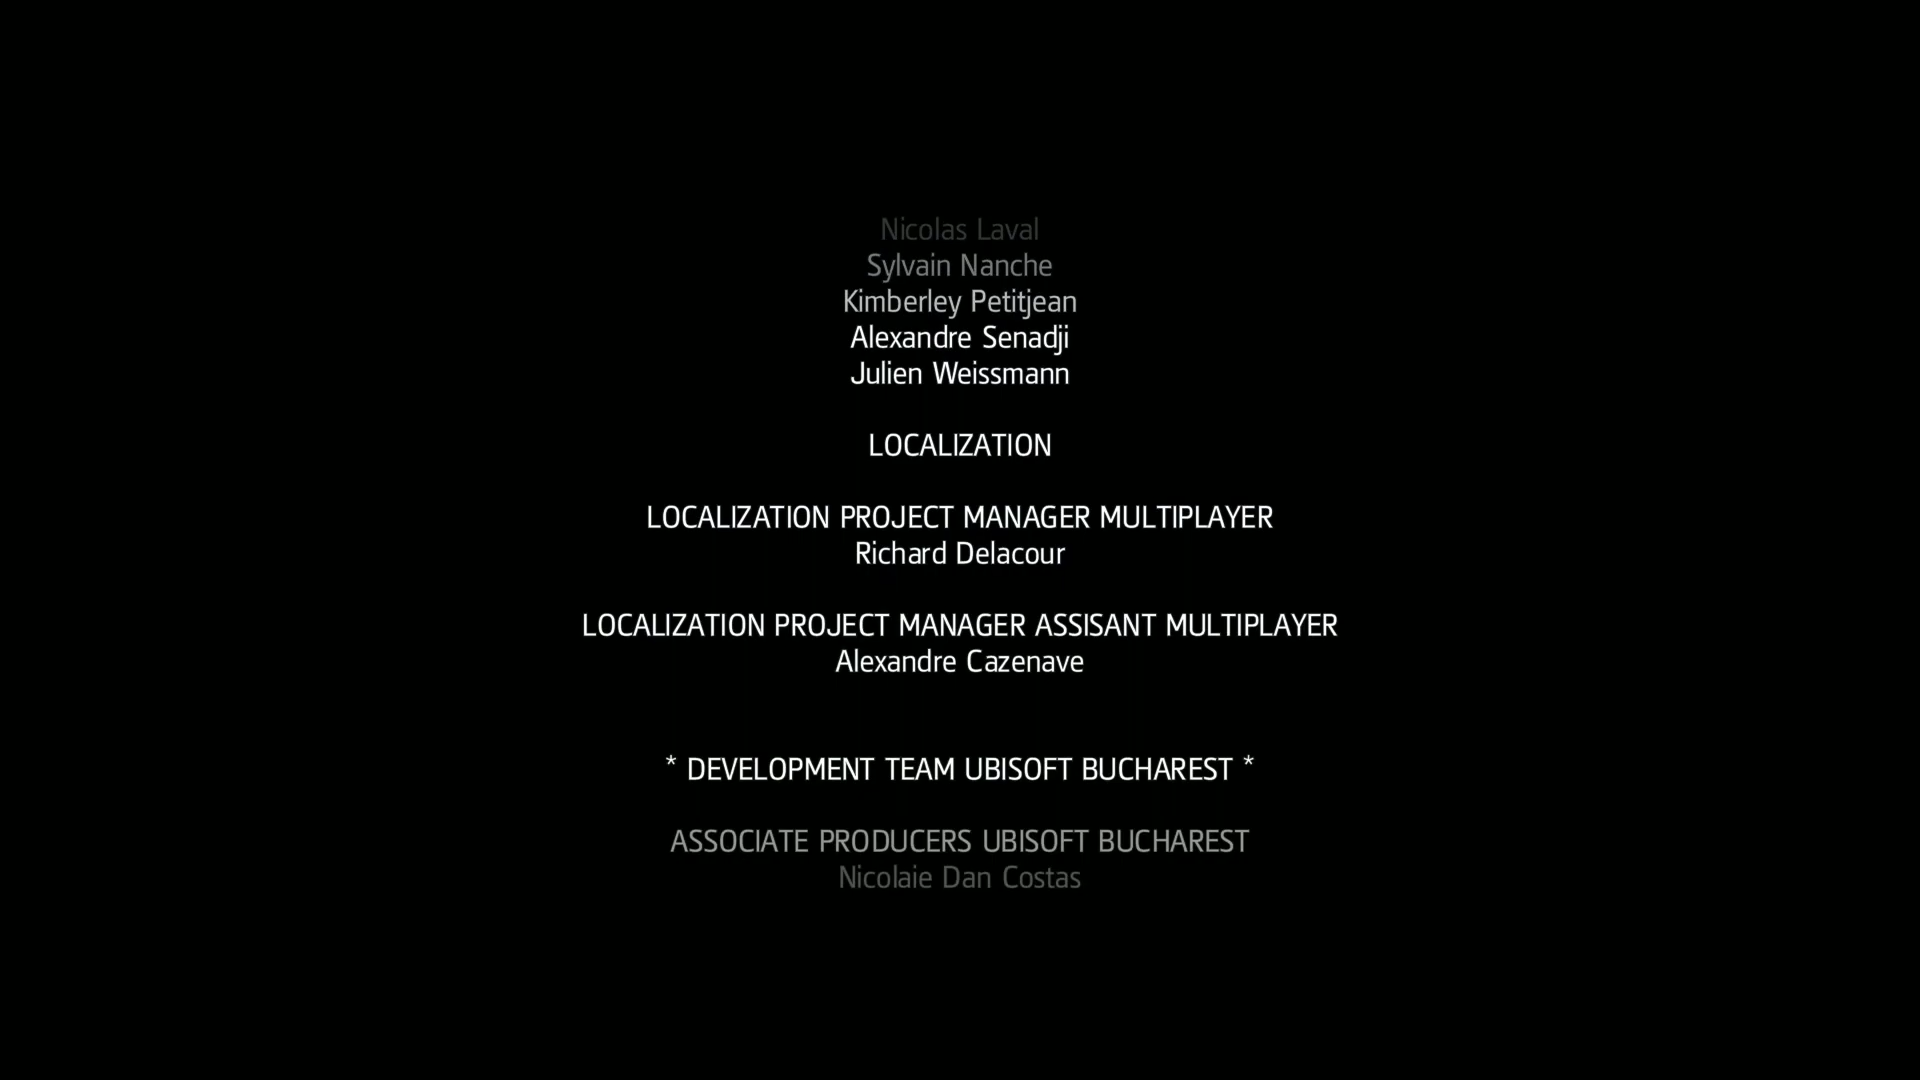 Nicolas Laval
Sylvain Nanche
Kimberley Petitjean
Alexandre Senadji
Julien Weissmann
LOCALIZATION
LOCALIZATION PROJECT MANAGER MULTIPLAYER
Richard Delacour
LOCALIZATION PROJECT MANAGER ASSISANT MULTIPLAYER
Alexandre Cazenave
* DEVELOPMENT TEAM UBISOFT BUCHAREST *
ASSOCIATE PRODUCERS UBISOFT BUCHAREST
Nicolaie Dan Costas